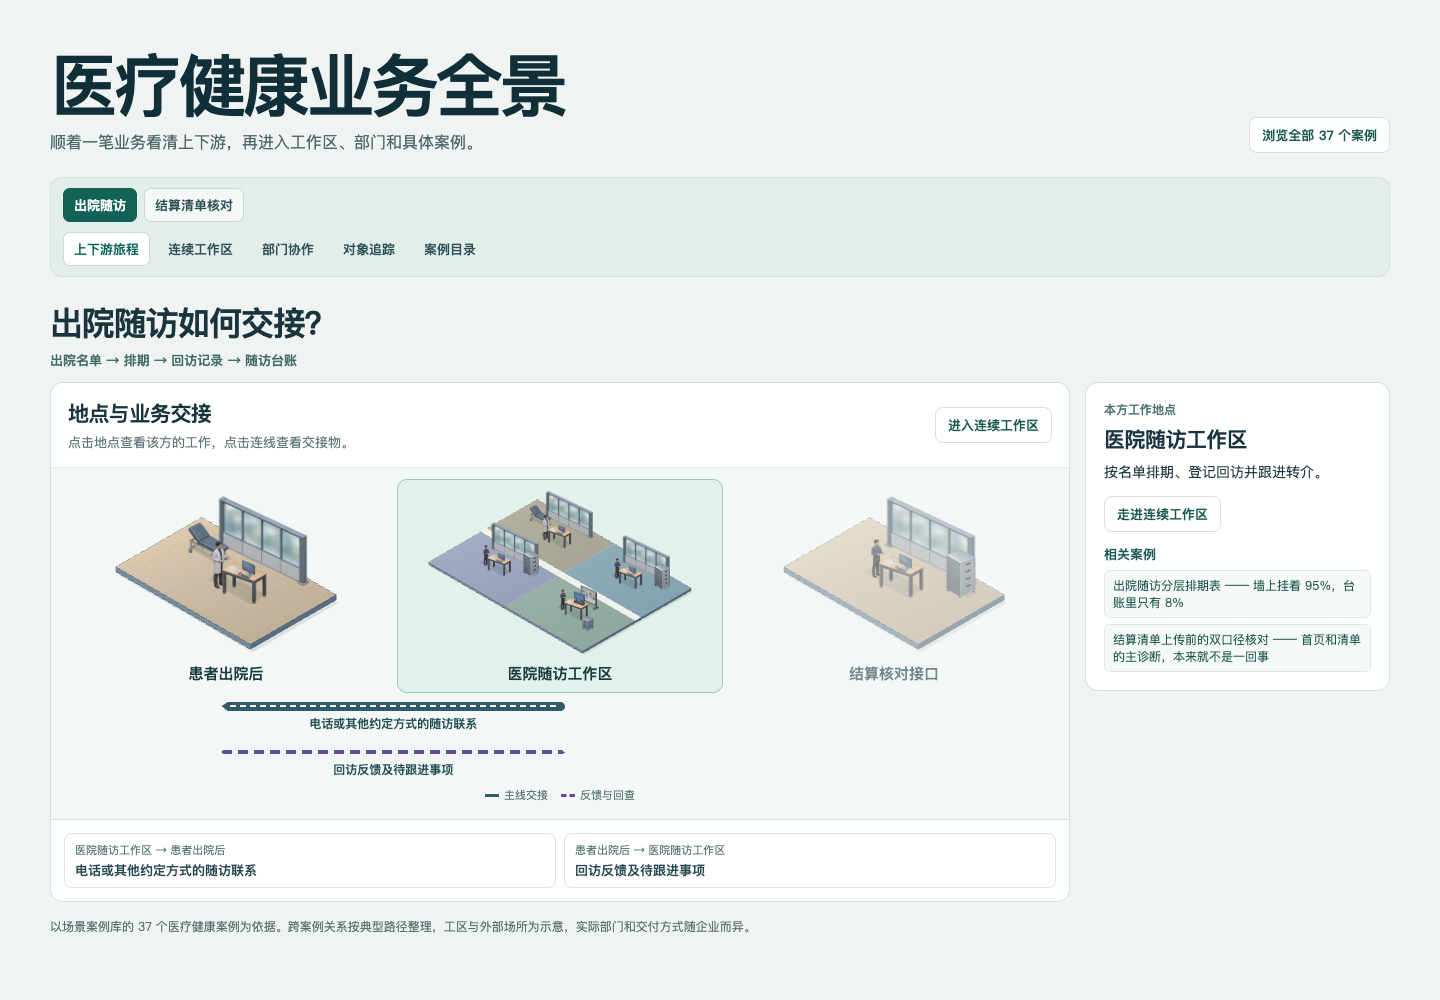 医疗健康业务全景
顺着一笔业务看清上下游，再进入工作区、部门和具体案例。
浏览全部 37 个案例
出院随访
结算清单核对
上下游旅程
连续工作区
部门协作
对象追踪
案例目录
出院随访如何交接?
出院名单 → 排期 → 回访记录 → 随访台账
地点与业务交接
点击地点查看该方的工作，点击连线查看交接物。
进入连续工作区
患者出院后
医院随访工作区
结算核对接口
电话或其他约定方式的随访联系
回访反馈及待跟进事项
主线交接
反馈与回查
医院随访工作区 → 患者出院后
电话或其他约定方式的随访联系
患者出院后 → 医院随访工作区
回访反馈及待跟进事项
本方工作地点
医院随访工作区
按名单排期、登记回访并跟进转介。
走进连续工作区
相关案例
出院随访分层排期表 —— 墙上挂着 95%，台
账里只有 8%
结算清单上传前的双口径核对 —— 首页和清单
的主诊断，本来就不是一回事
以场景案例库的 37 个医疗健康案例为依据。跨案例关系按典型路径整理，工区与外部场所为示意，实际部门和交付方式随企业而异。